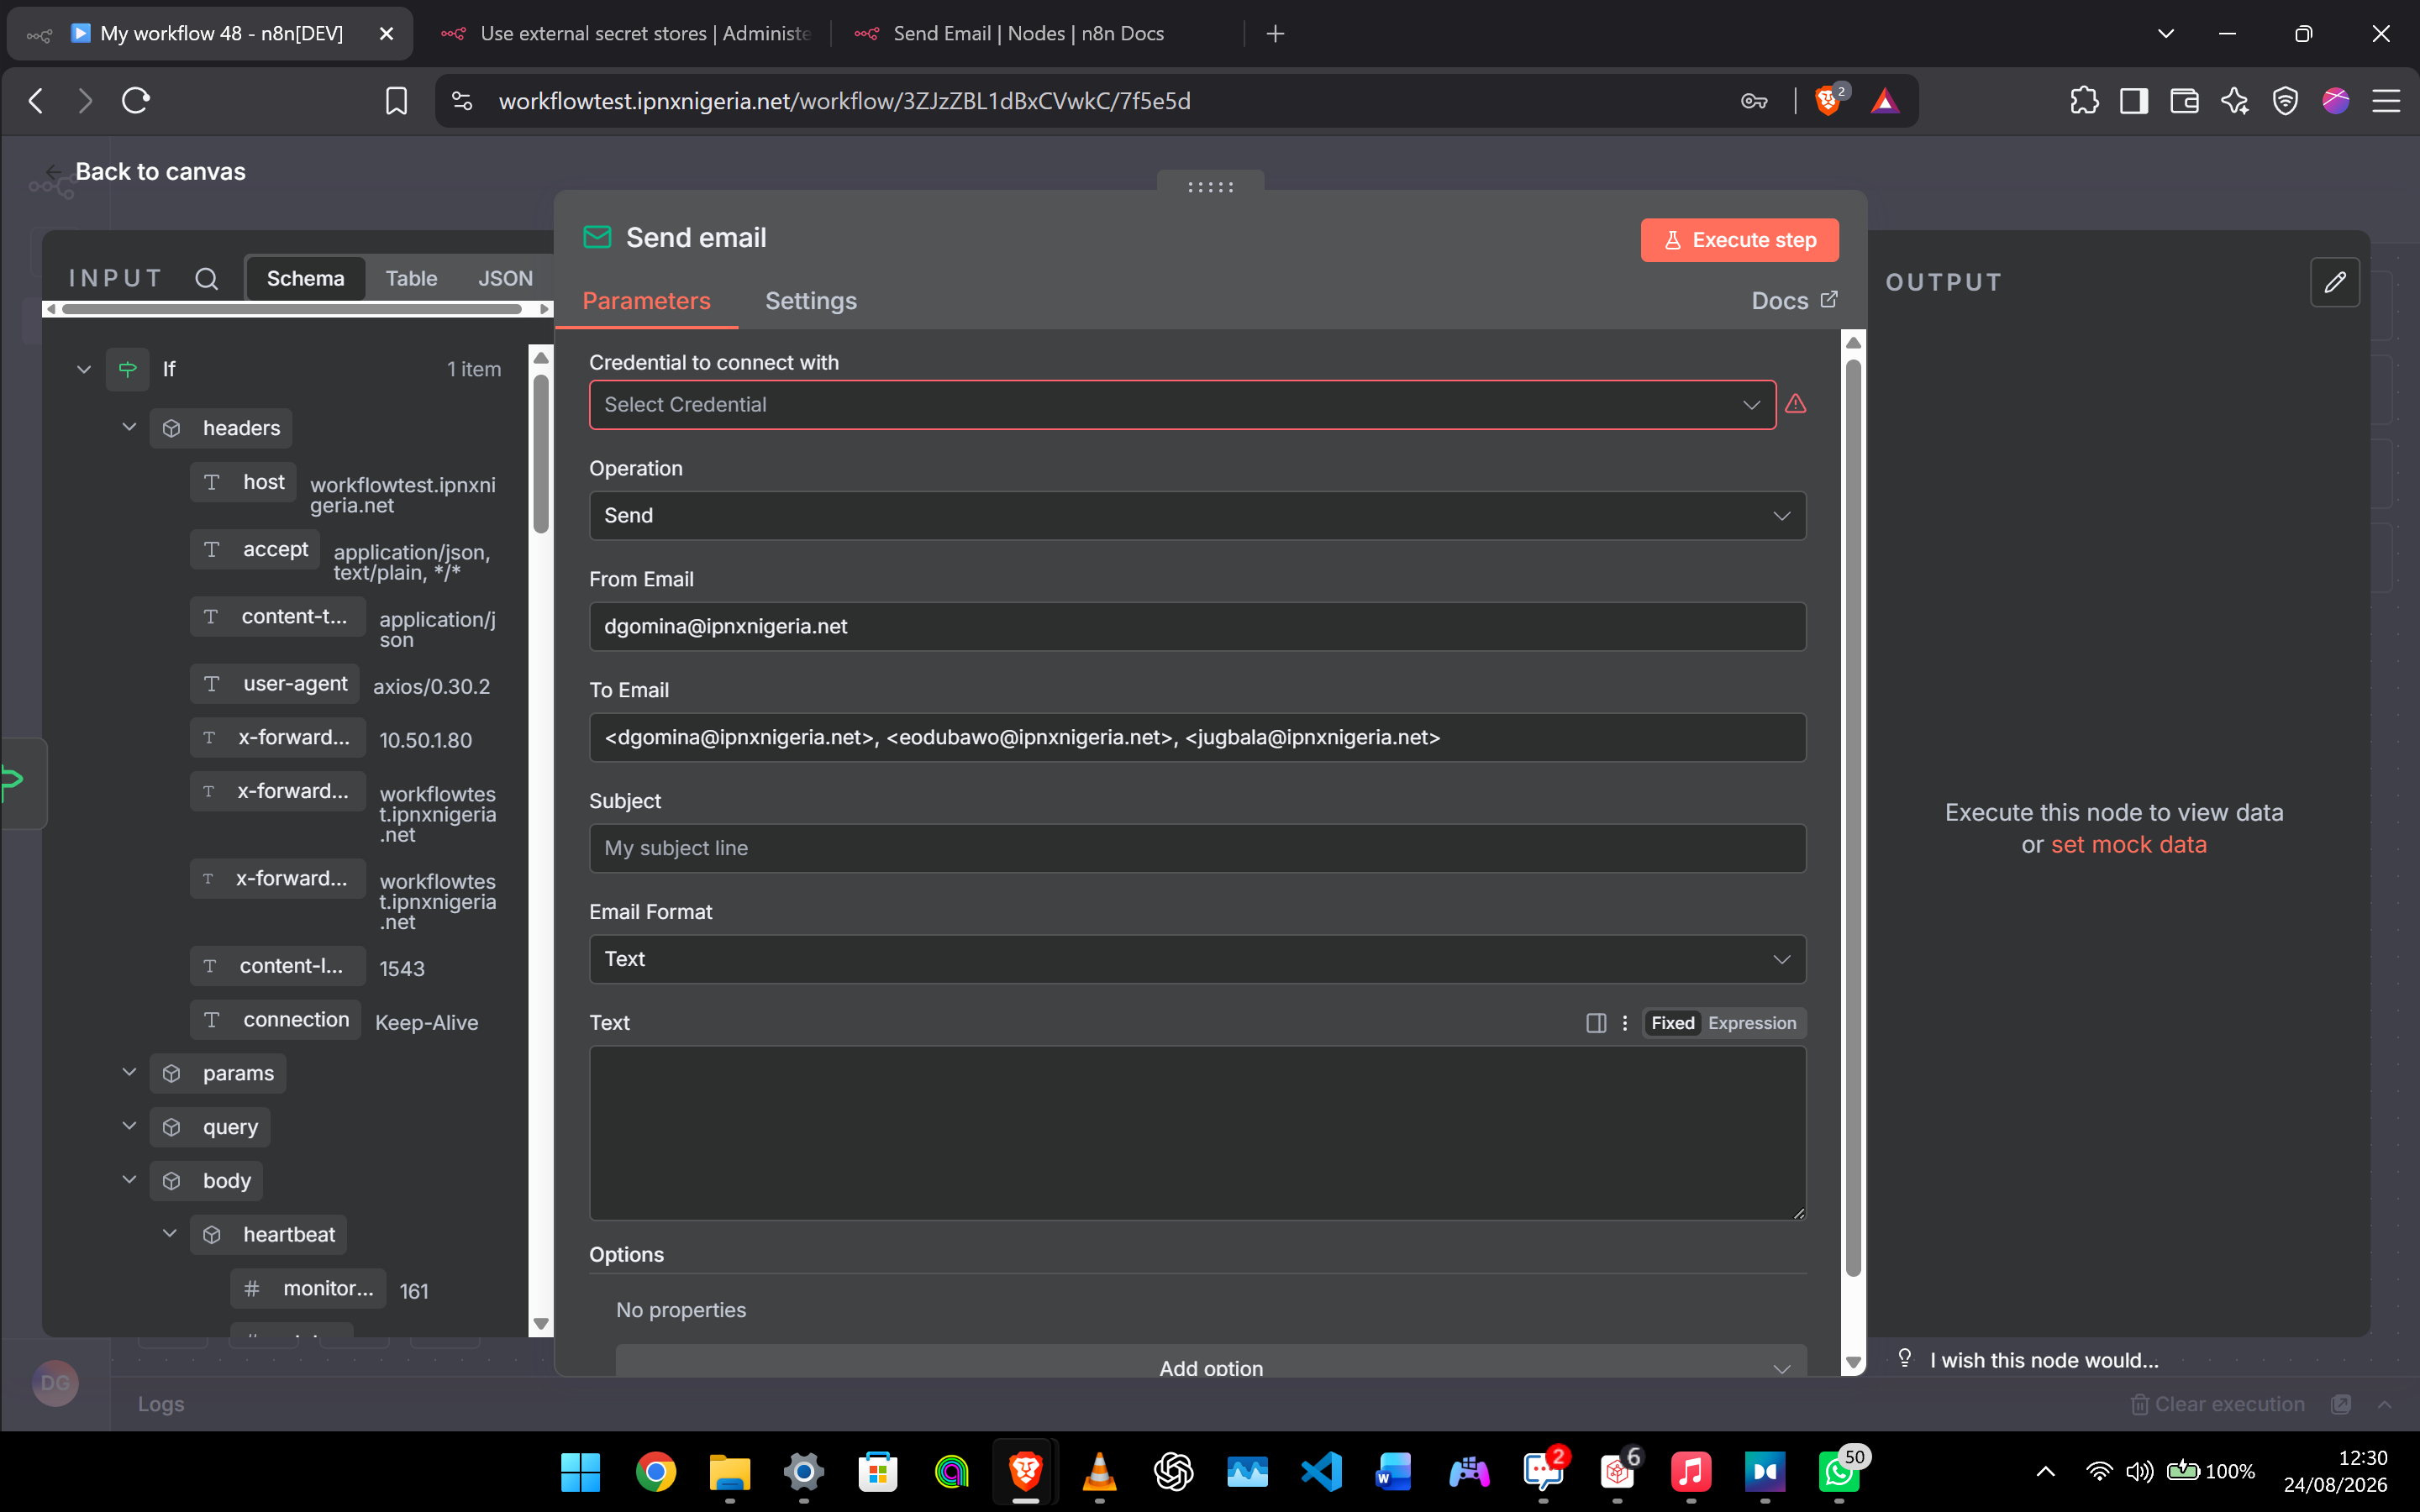 My workflow 48 - n8n[DEV]
Use external secret stores | Administe
Send Email | Nodes | n8n Docs
workflowtest.ipnxnigeria.net/workflow/3ZJzZBL1dBxCVwkC/7f5e5d
2
Back to canvas
INPUT
Schema
Table
JSON
If
1 item
headers
host
workflowtest.ipnxni
geria.net
accept
application/json,
text/plain, */*
content-t...
application/j
son
user-agent
axios/0.30.2
x-forward...
10.50.1.80
x-forward...
workflowtes
t.ipnxnigeria
.net
x-forward...
workflowtes
t.ipnxnigeria
.net
content-l...
1543
connection
Keep-Alive
params
query
body
heartbeat
monitor...
161
Send email
Execute step
Parameters
Settings
Docs
Credential to connect with
Select Credential
Operation
Send
From Email
dgomina@ipnxnigeria.net
To Email
<dgomina@ipnxnigeria.net>, <eodubawo@ipnxnigeria.net>, <jugbala@ipnxnigeria.net>
Subject
My subject line
Email Format
Text
Text
Fixed
Expression
Options
No properties
Add option
OUTPUT
Execute this node to view data
or set mock data
I wish this node would...
DG
Logs
Clear execution
2
6
50
100%
12:30
24/08/2026